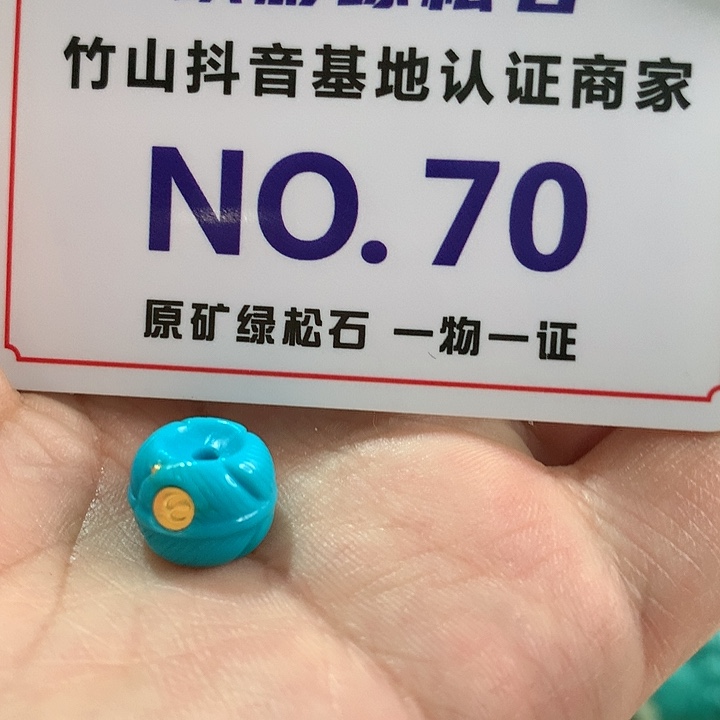 竹山抖音基地认证商家
NO.70
原矿绿松石 一物一证